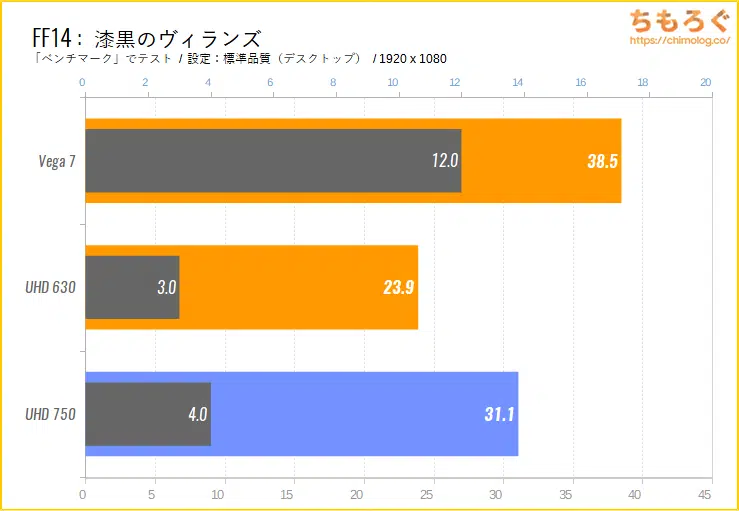 ちもろぐ
https://chimolog.co/
FF14： 漆黒のヴィランズ
「ベンチマーク」でテスト / 設定：標準品質（デスクトップ） / 1920 x 1080
0 2 4 6 8 10 12 14 16 18 20
Vega 7 12.0 38.5
UHD 630 3.0 23.9
UHD 750 4.0 31.1
0 5 10 15 20 25 30 35 40 45